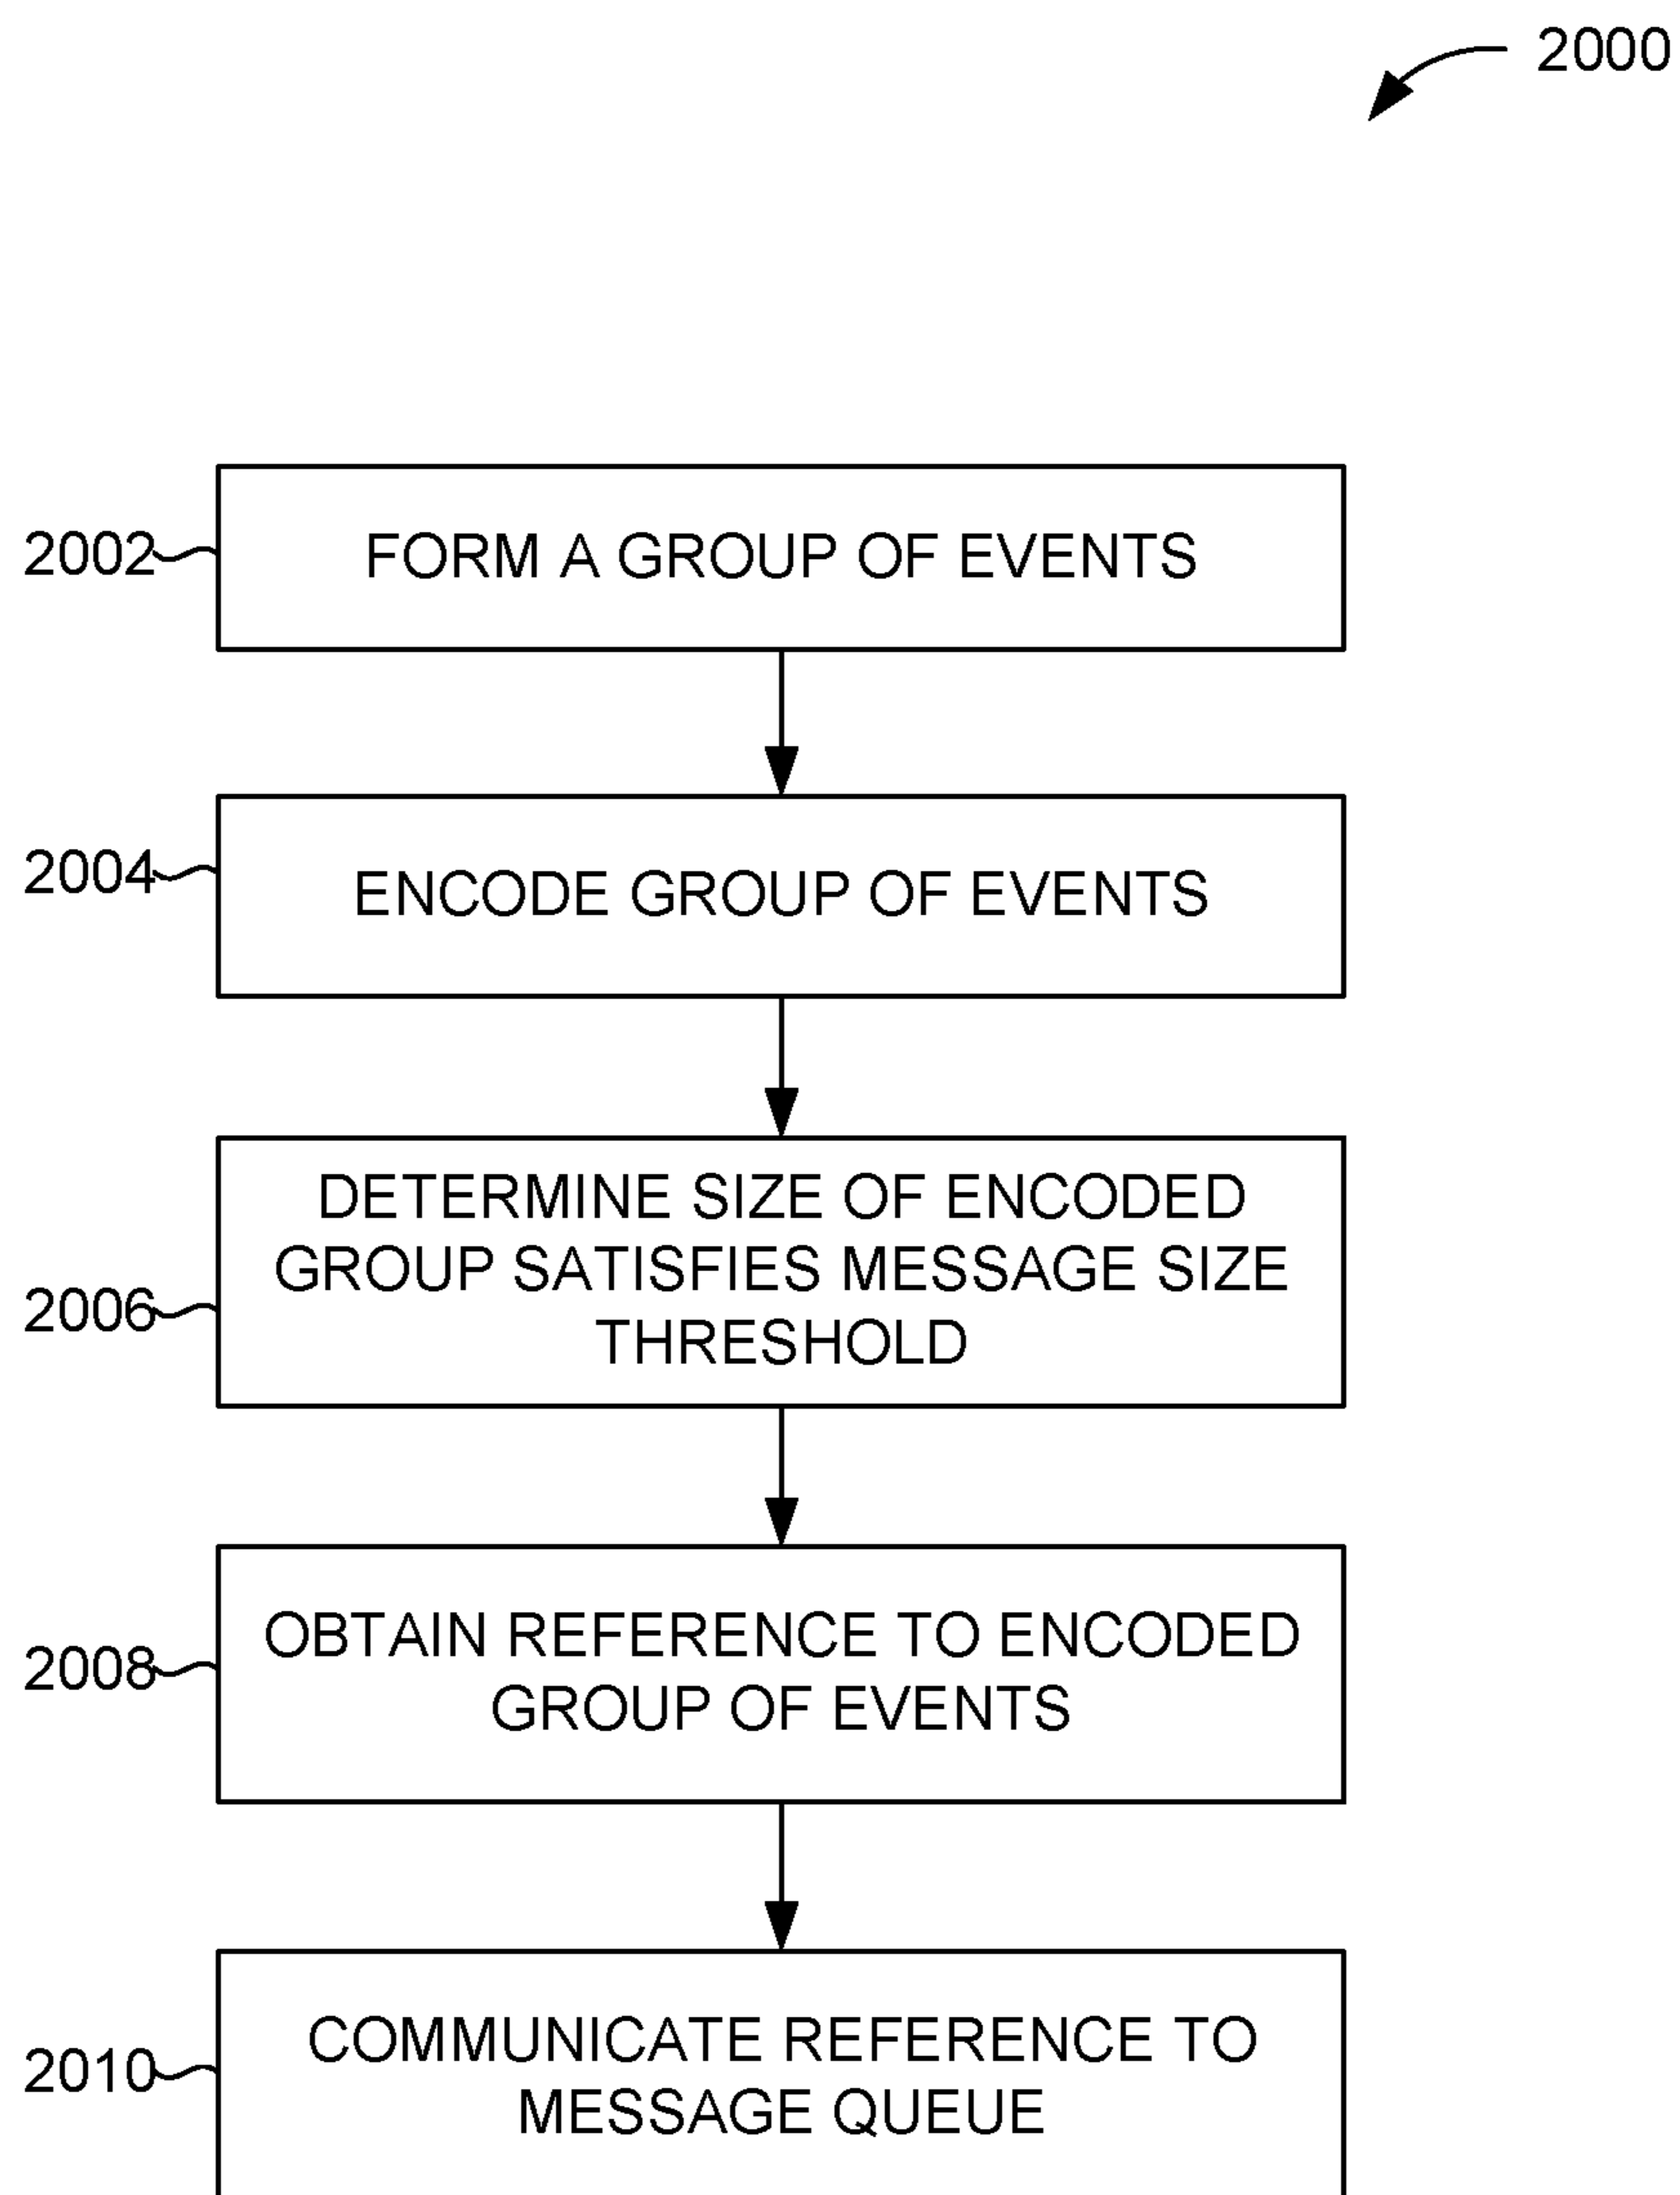 2000
2002
FORM A GROUP OF EVENTS
2004
ENCODE GROUP OF EVENTS
2006
DETERMINE SIZE OF ENCODED
GROUP SATISFIES MESSAGE SIZE
THRESHOLD
2008
OBTAIN REFERENCE TO ENCODED
GROUP OF EVENTS
2010
COMMUNICATE REFERENCE TO
MESSAGE QUEUE